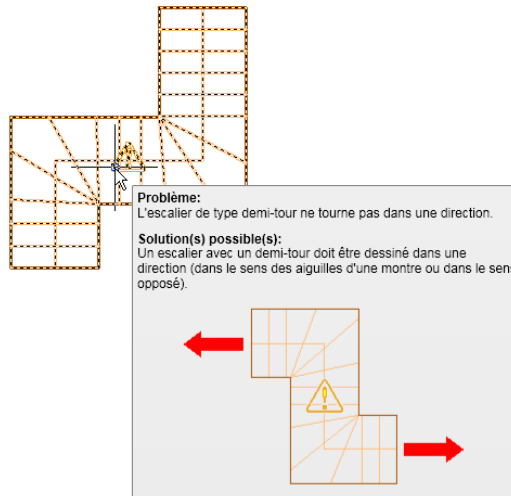 Problème:
L'escalier de type demi-tour ne tourne pas dans une direction.
Solution(s) possible(s):
Un escalier avec un demi-tour doit être dessiné dans une
direction (dans le sens des aiguilles d'une montre ou dans le sens
opposé).